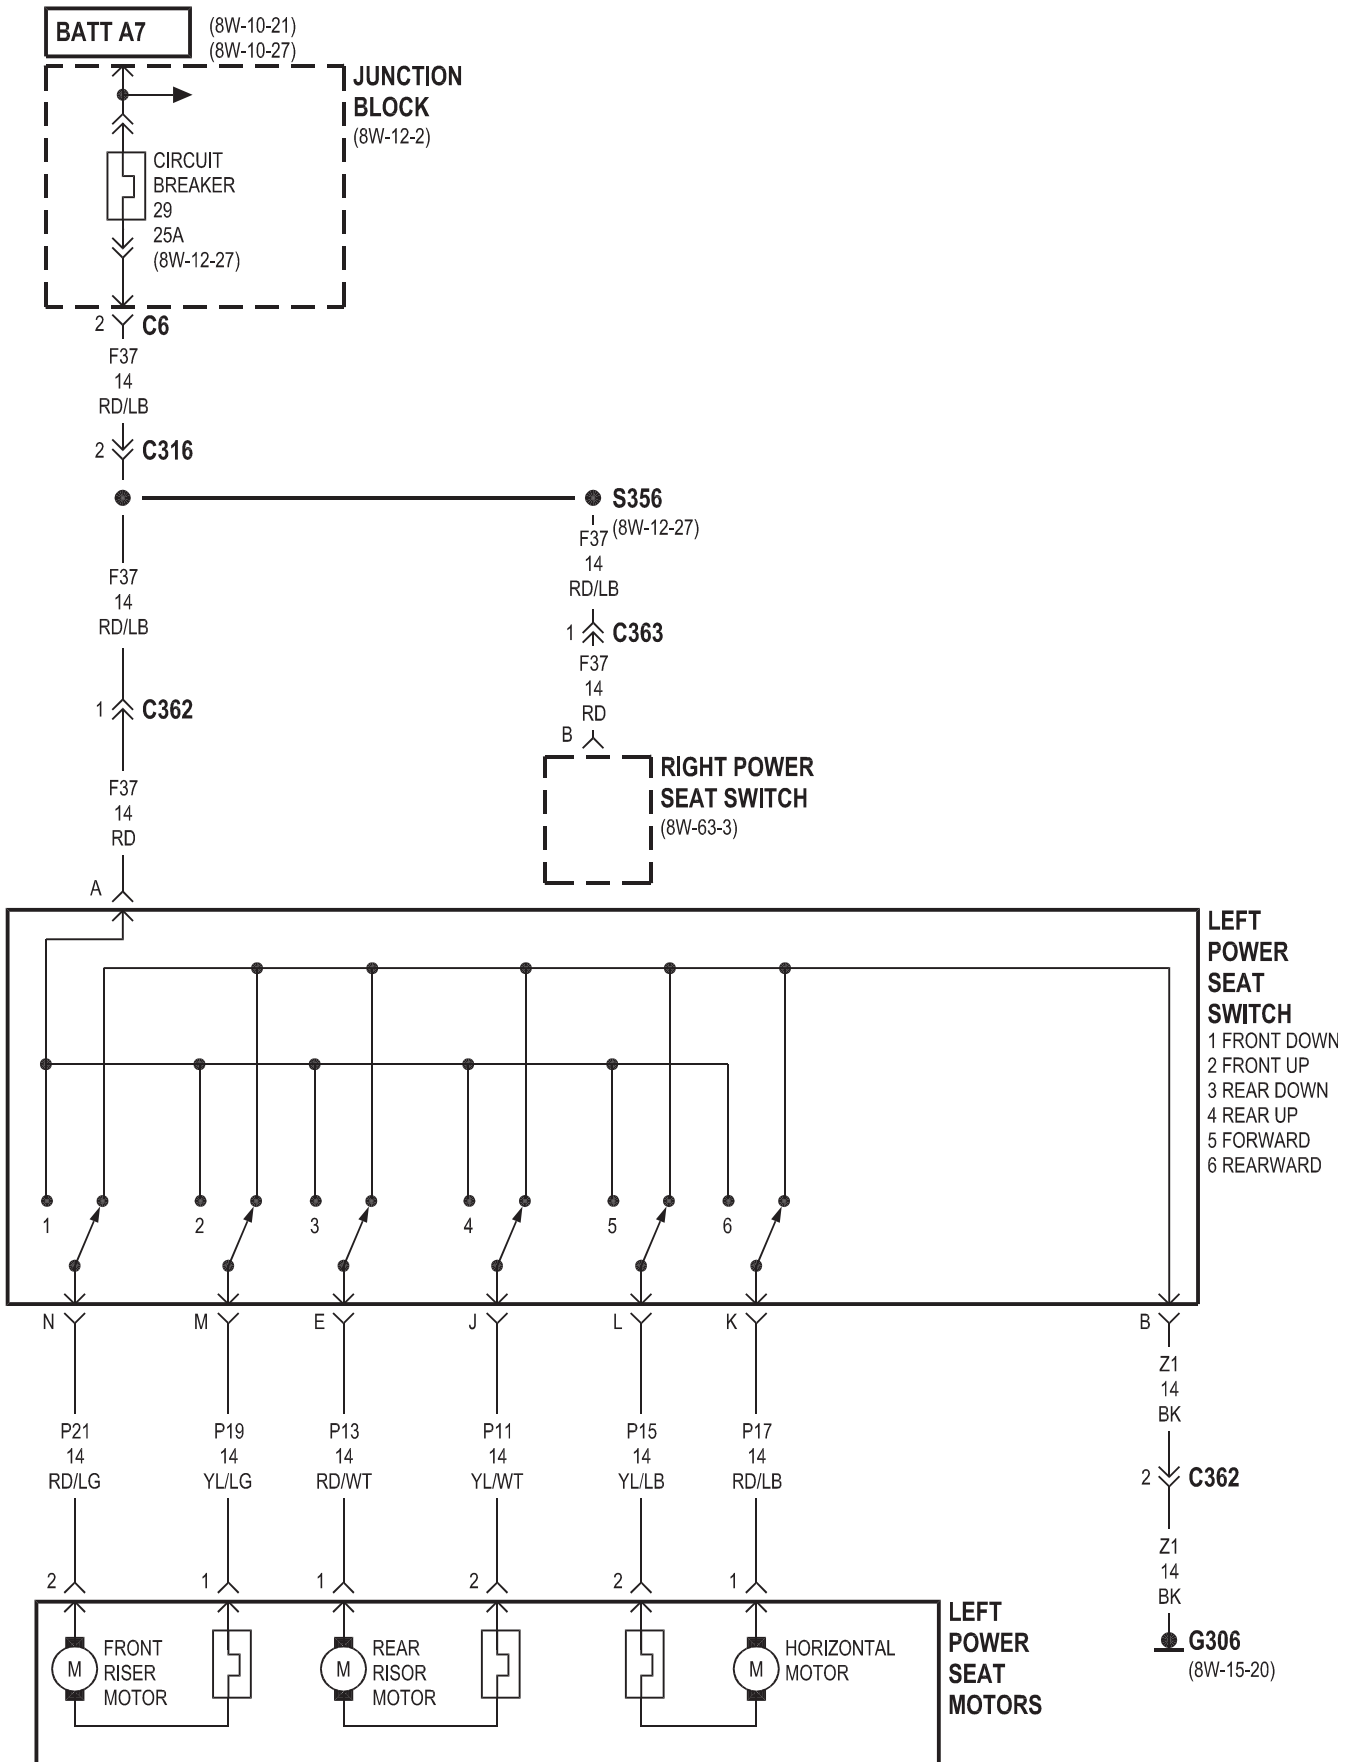 BATT A7
(8W-10-21)
(8W-10-27)
JUNCTION
BLOCK
(8W-12-2)
CIRCUIT
BREAKER
29
25A
(8W-12-27)
2
C6
F37
14
RD/LB
2
C316
S356
(8W-12-27)
F37
14
RD/LB
F37
14
RD/LB
1
C363
F37
14
RD
B
1
C362
F37
14
RD
A
RIGHT POWER
SEAT SWITCH
(8W-63-3)
LEFT
POWER
SEAT
SWITCH
1 FRONT DOWN
2 FRONT UP
3 REAR DOWN
4 REAR UP
5 FORWARD
6 REARWARD
1 2 3 4 5 6
N M E J L K B
P21 P19 P13 P11 P15 P17
14 14 14 14 14 14
RD/LG YL/LG RD/WT YL/WT YL/LB RD/LB
Z1
14
BK
2
C362
Z1
14
BK
G306
(8W-15-20)
2 1 1 2 2 1
M
FRONT
RISER
MOTOR
M
REAR
RISOR
MOTOR
M
HORIZONTAL
MOTOR
LEFT
POWER
SEAT
MOTORS